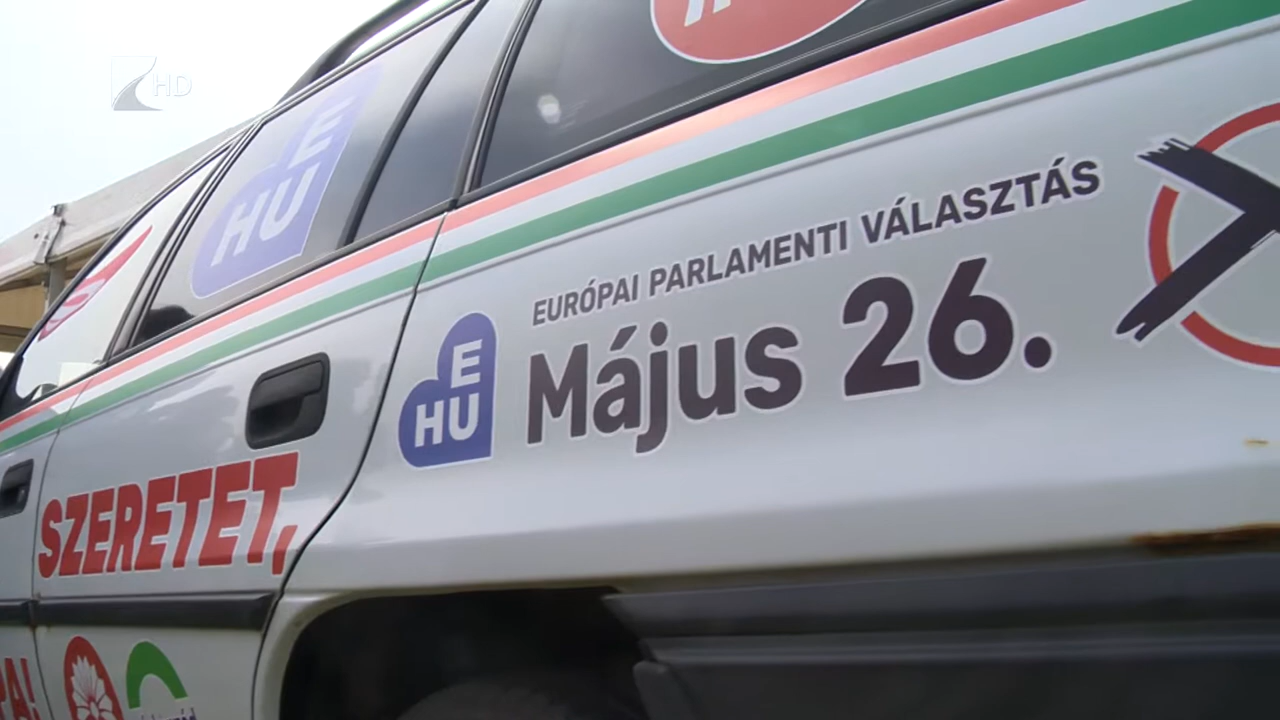 HD
E
HU
EURÓPAI PARLAMENTI VÁLASZTÁS
Május 26.
E
HU
SZERETET,